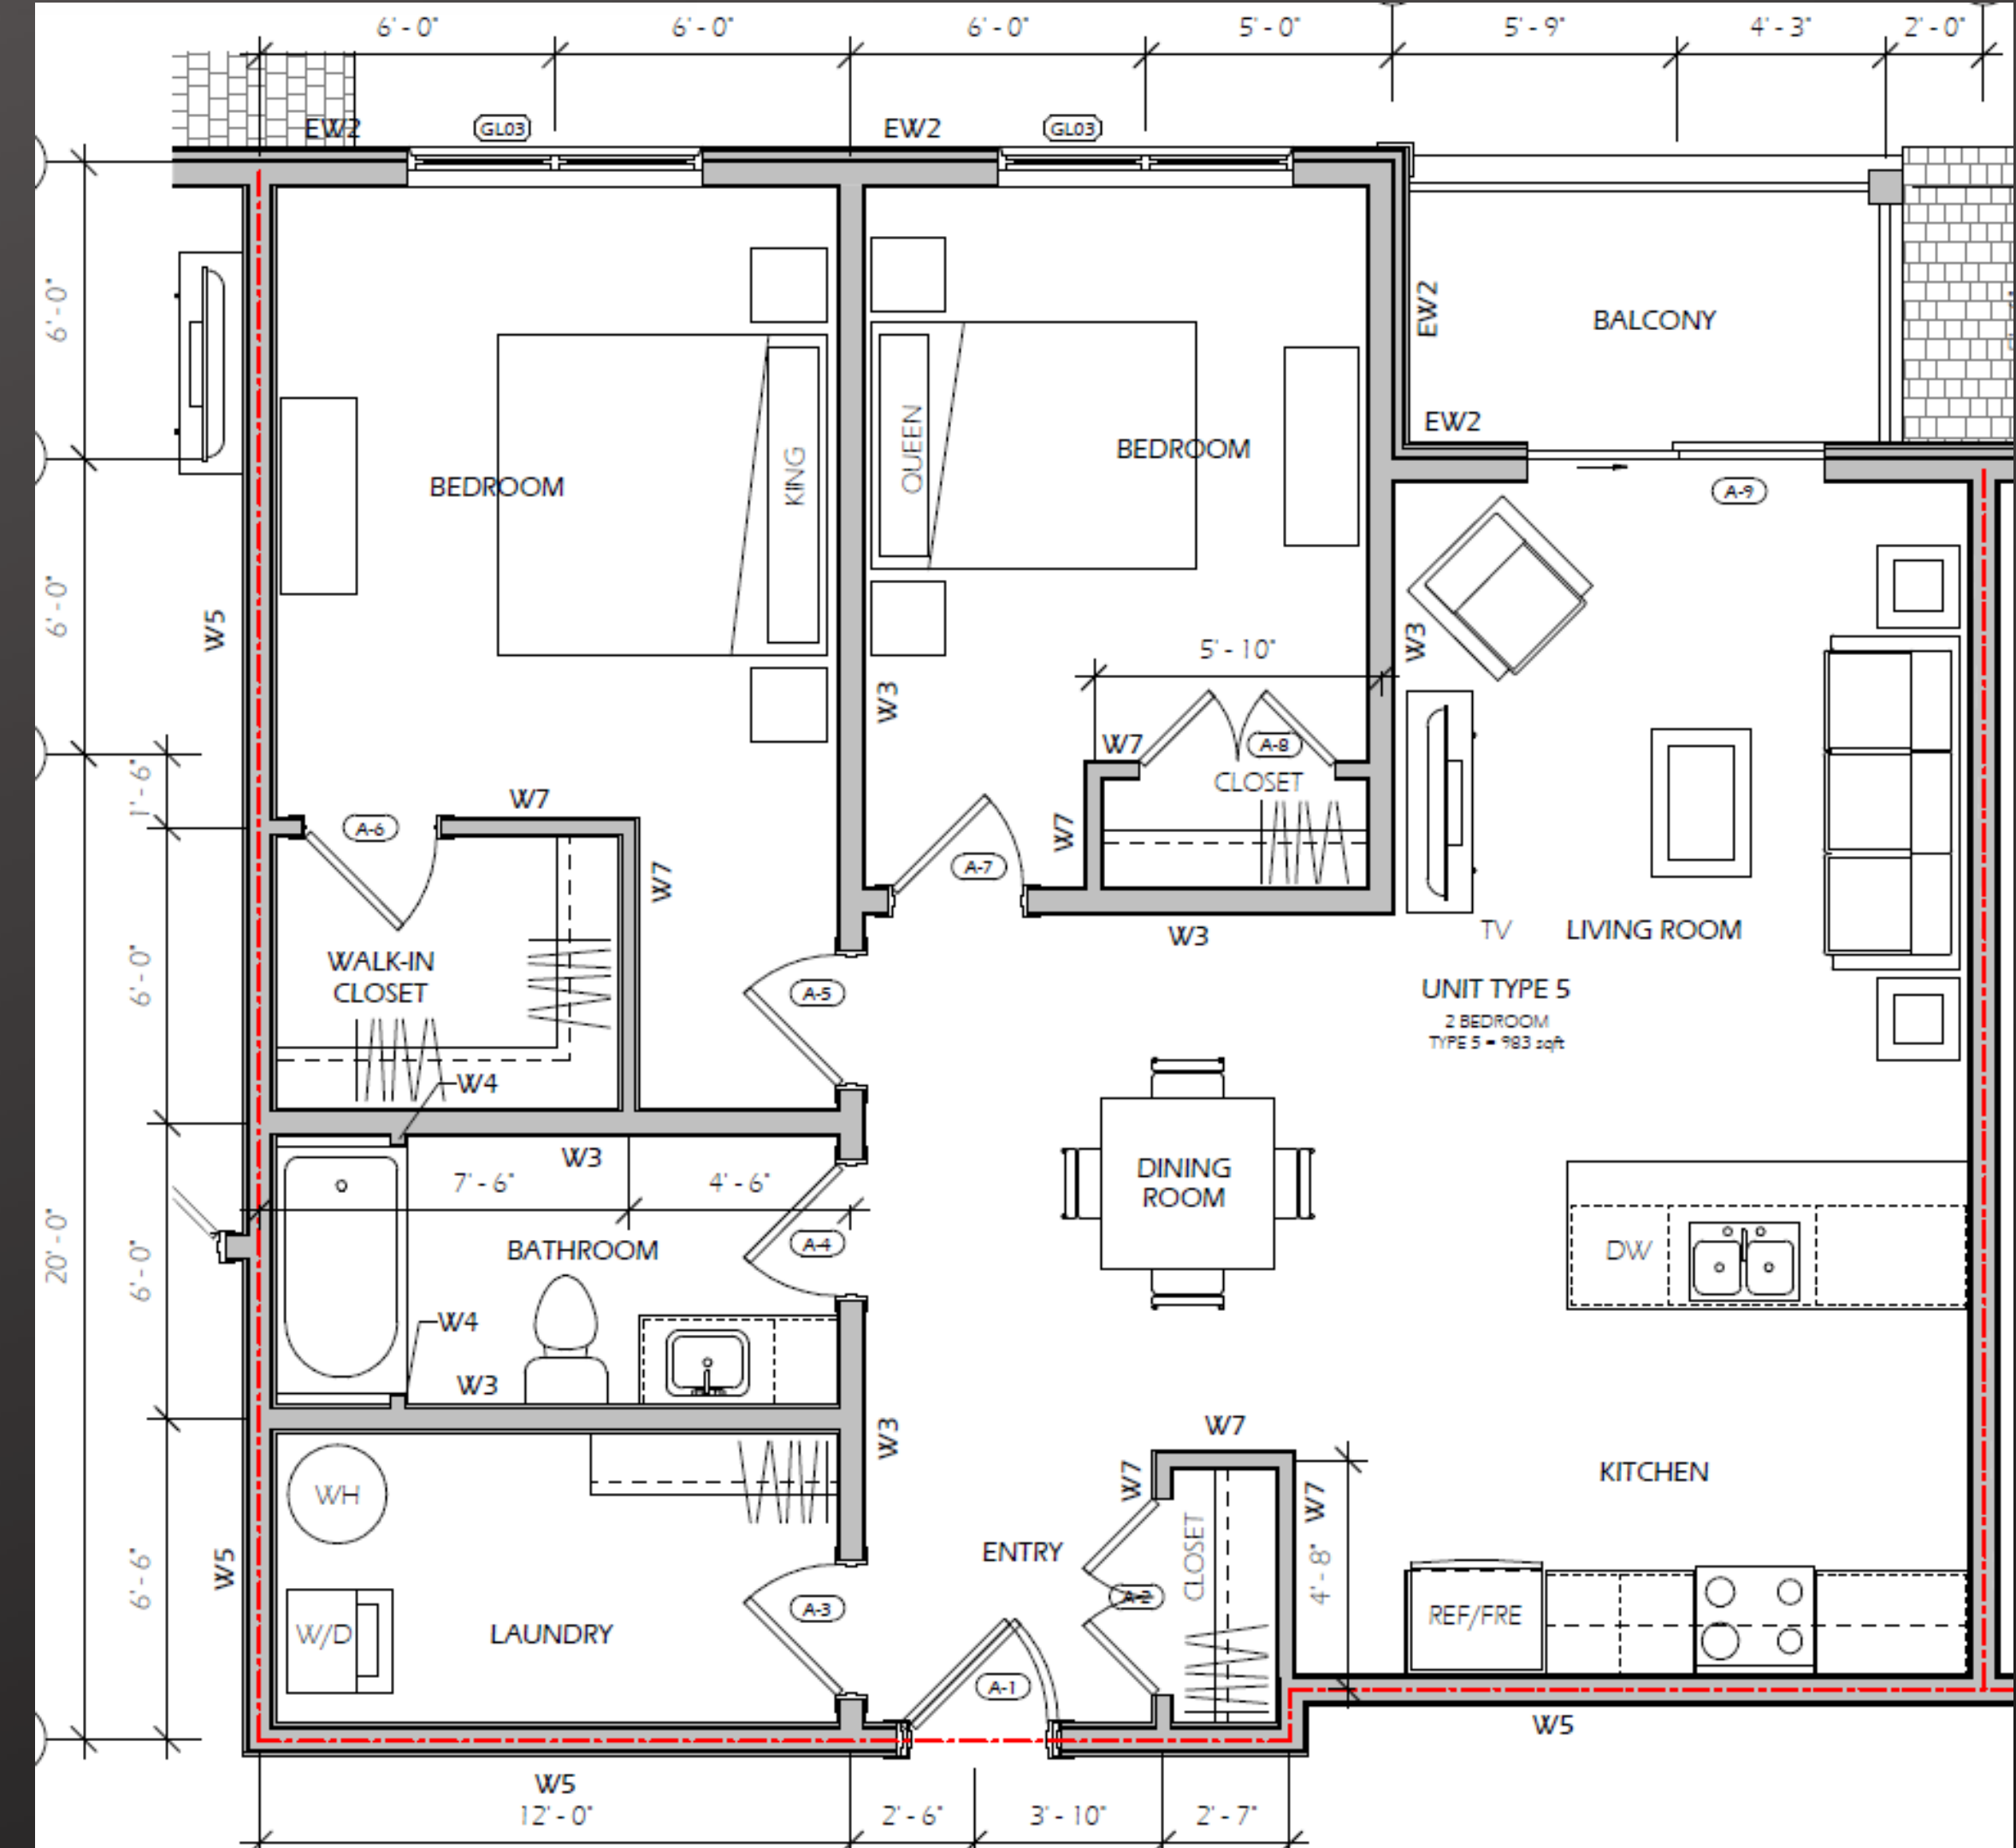 6' - 0"
6' - 0"
6' - 0"
5' - 0"
5' - 9"
4' - 3"
2' - 0"
EW2
GL03
EW2
GL03
6' - 0"
EW2
BALCONY
EW2
BEDROOM
KING
QUEEN
BEDROOM
A-9
6' - 0"
W5
W3
5' - 10"
W3
1' - 6"
W7
A-6
W7
W7
A-8
CLOSET
W7
A-7
6' - 0"
WALK-IN
CLOSET
W3
TV
LIVING ROOM
A-5
UNIT TYPE 5
2 BEDROOM
TYPE 5 = 983 sqft
W4
W3
7' - 6"
4' - 6"
DINING
ROOM
20' - 0"
6' - 0"
BATHROOM
A-4
DW
W4
W3
W3
W7
W7
W7
KITCHEN
WH
ENTRY
CLOSET
W5
6' - 6"
4' - 8"
A-2
W/D
LAUNDRY
A-3
REF/FRE
A-1
W5
W5
12' - 0"
2' - 6"
3' - 10"
2' - 7"